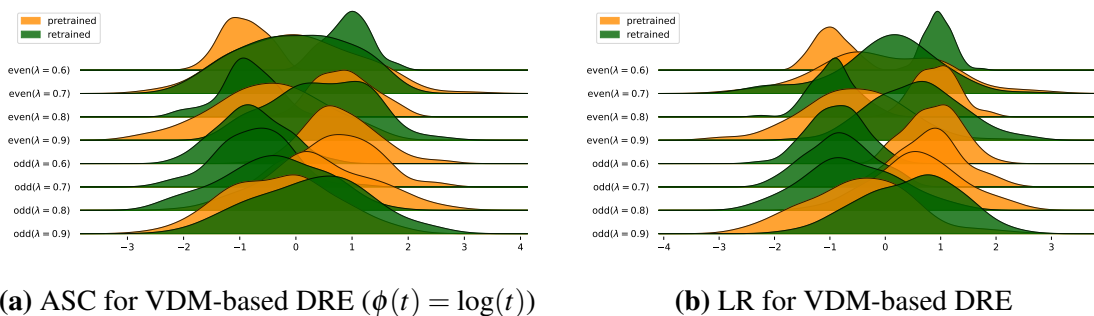 pretrained
retrained
even(λ = 0.6)
even(λ = 0.7)
even(λ = 0.8)
even(λ = 0.9)
odd(λ = 0.6)
odd(λ = 0.7)
odd(λ = 0.8)
odd(λ = 0.9)
−3 −2 −1 0 1 2 3 4
(a) ASC for VDM-based DRE (ϕ(t) = log(t))
pretrained
retrained
even(λ = 0.6)
even(λ = 0.7)
even(λ = 0.8)
even(λ = 0.9)
odd(λ = 0.6)
odd(λ = 0.7)
odd(λ = 0.8)
odd(λ = 0.9)
−4 −3 −2 −1 0 1 2 3
(b) LR for VDM-based DRE